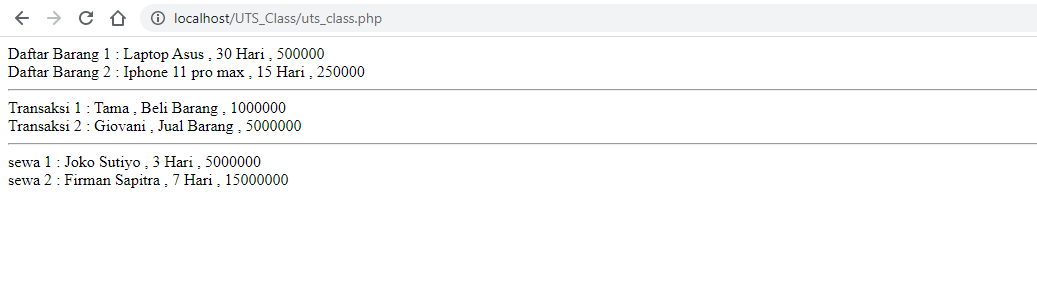 localhost/UTS_Class/uts_class.php
Daftar Barang 1 : Laptop Asus , 30 Hari , 500000
Daftar Barang 2 : Iphone 11 pro max , 15 Hari , 250000
Transaksi 1 : Tama , Beli Barang , 1000000
Transaksi 2 : Giovani , Jual Barang , 5000000
sewa 1 : Joko Sutiyo , 3 Hari , 5000000
sewa 2 : Firman Sapitra , 7 Hari , 15000000